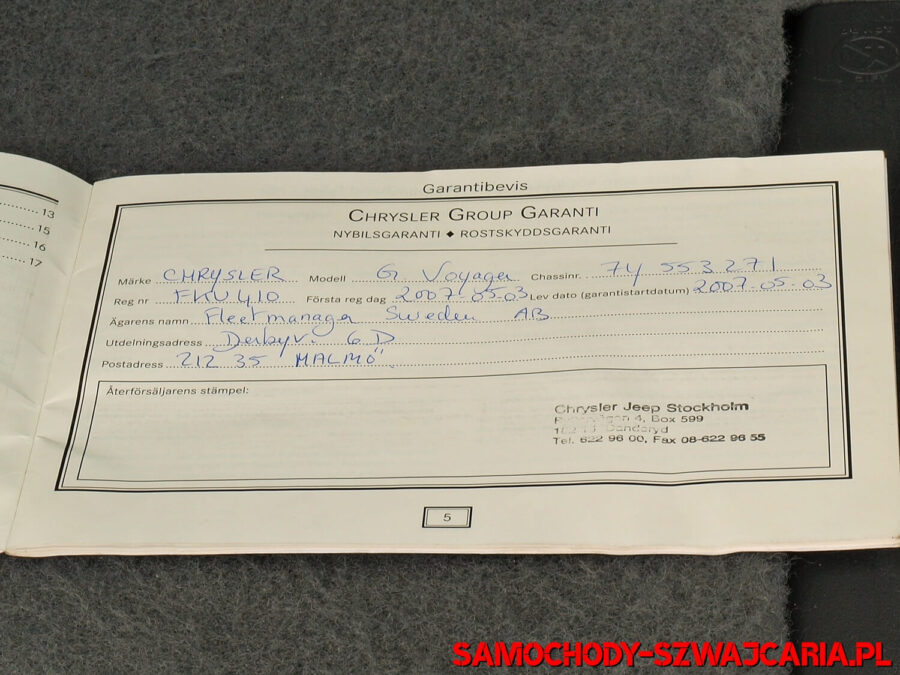 13
15
16
17
Garantibevis
CHRYSLER GROUP GARANTI
NYBILSGARANTI ◆ ROSTSKYDDSGARANTI
Märke CHRYSLER Modell G. Voyager Chassinr. 7Y 553271
Reg nr FKU410 Första reg dag 2007-05-03 Lev dato (garantistartdatum) 2007-05-03
Ägarens namn Fleetmanager Sweden AB
Utdelningsadress Derbyv. 6D
Postadress 212 35 MALMÖ
Återförsäljarens stämpel:
Chrysler Jeep Stockholm
4, Box 599
Danderyd
Tel. 622 96 00, Fax 08-622 96 55
5
SAMOCHODY-SZWAJCARIA.PL